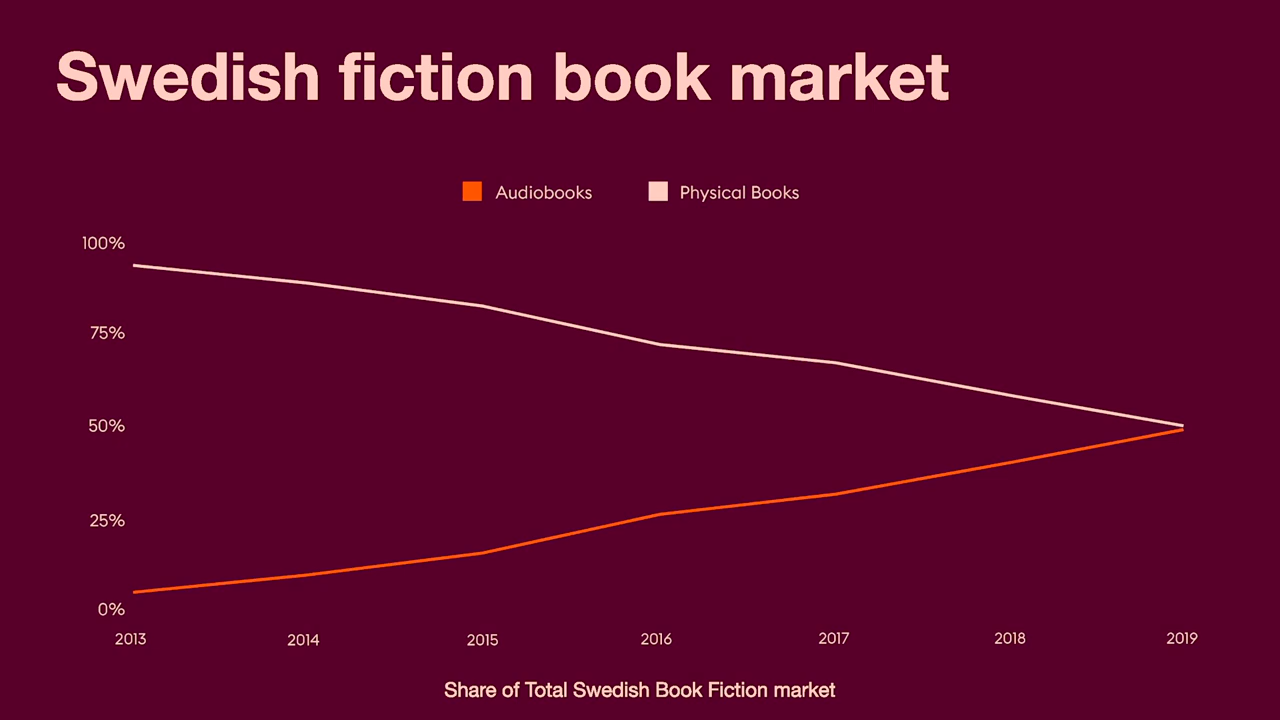 Swedish fiction book market
Audiobooks Physical Books
100%
75%
50%
25%
0%
2013 2014 2015 2016 2017 2018 2019
Share of Total Swedish Book Fiction market